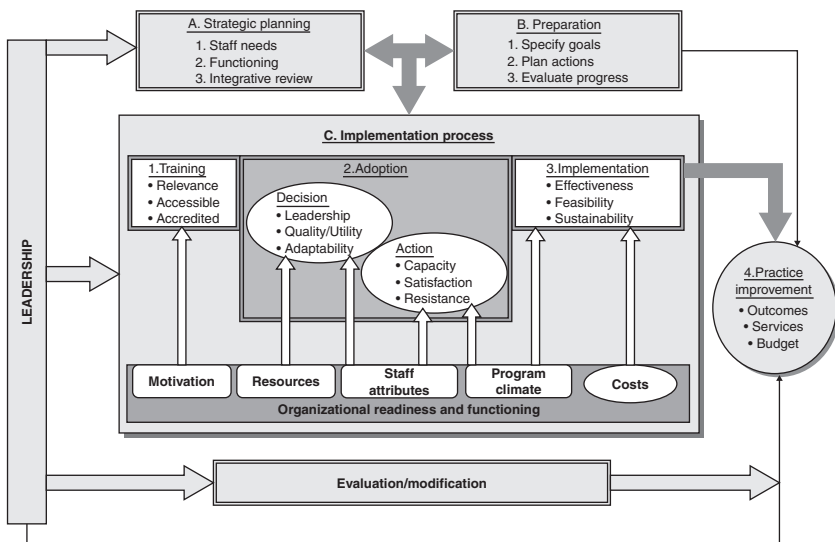 A. Strategic planning
1. Staff needs
2. Functioning
3. Integrative review
B. Preparation
1. Specify goals
2. Plan actions
3. Evaluate progress
LEADERSHIP
C. Implementation process
1.Training
• Relevance
• Accessible
• Accredited
2.Adoption
Decision
• Leadership
• Quality/Utility
• Adaptability
Action
• Capacity
• Satisfaction
• Resistance
3.Implementation
• Effectiveness
• Feasibility
• Sustainability
4.Practice
improvement
• Outcomes
• Services
• Budget
Motivation
Resources
Staff
attributes
Program
climate
Costs
Organizational readiness and functioning
Evaluation/modification